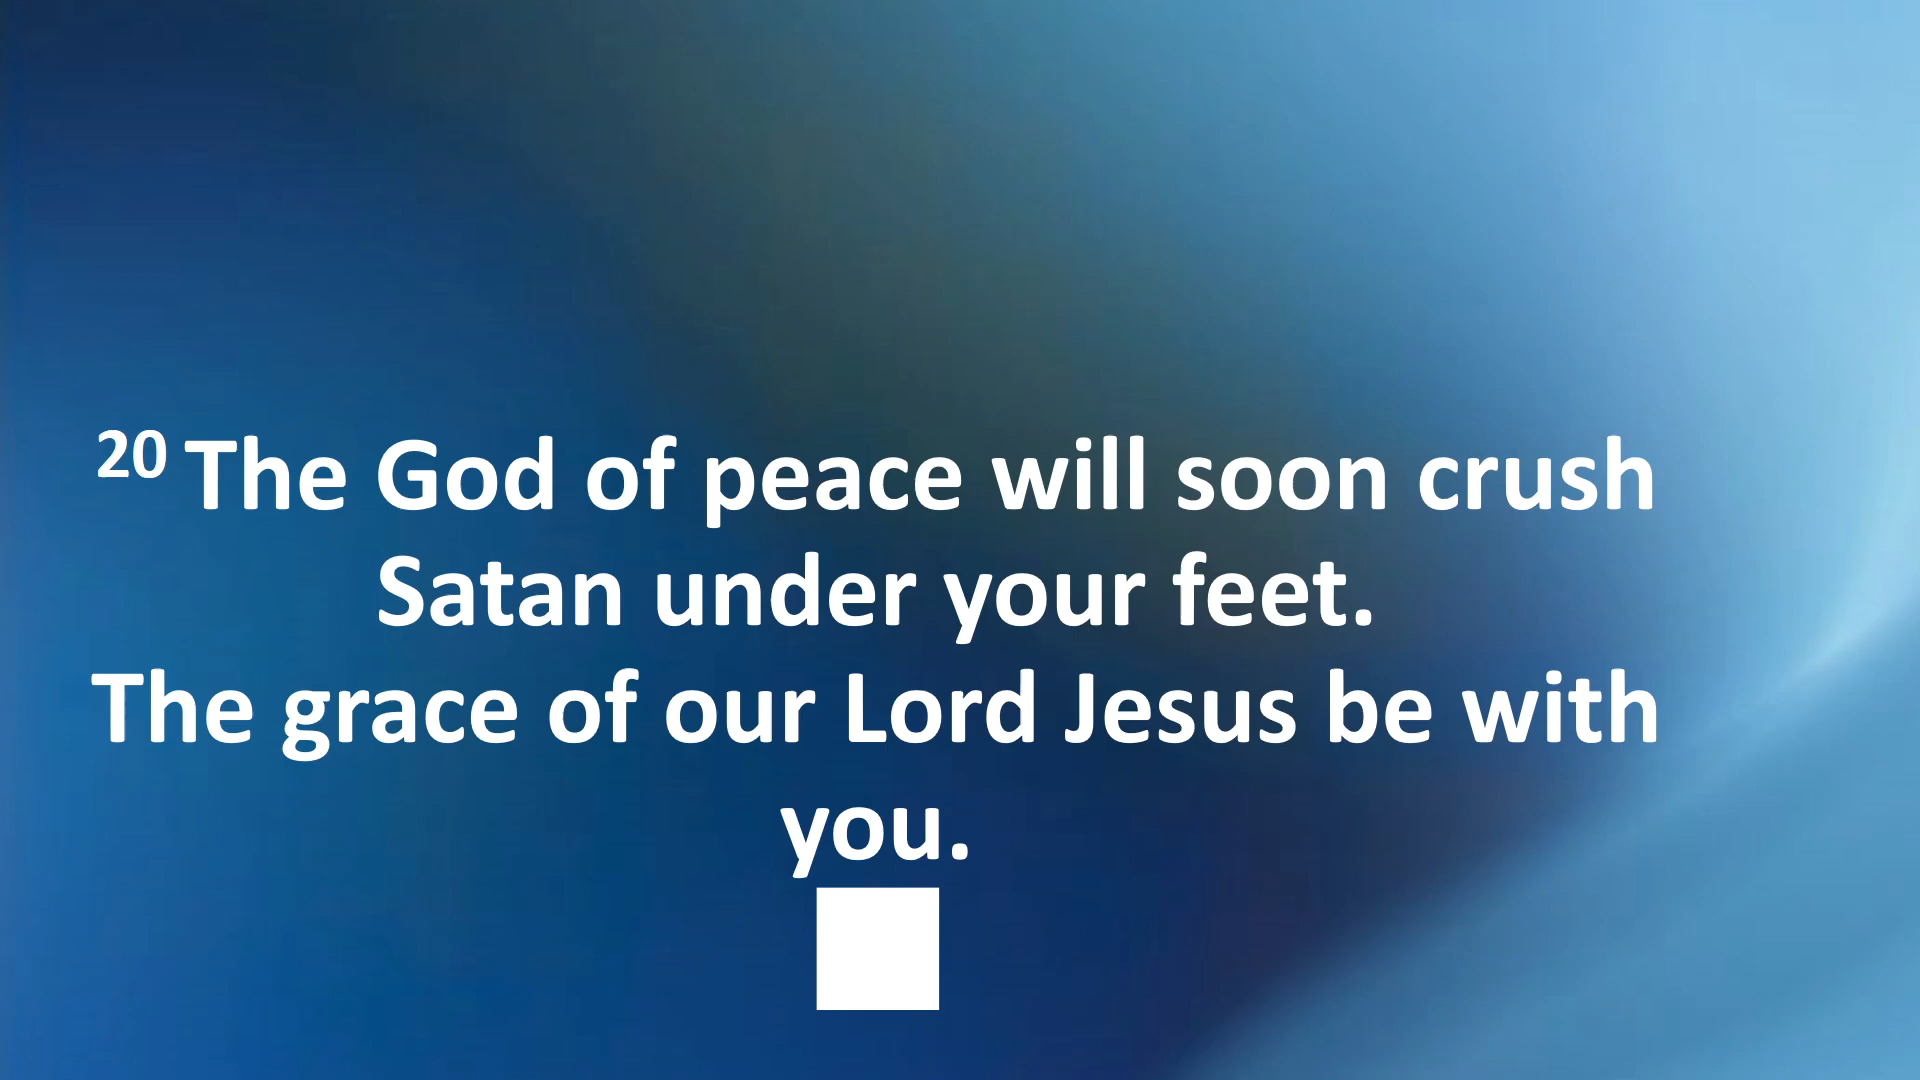 20 The God of peace will soon crush
Satan under your feet.
The grace of our Lord Jesus be with
you.